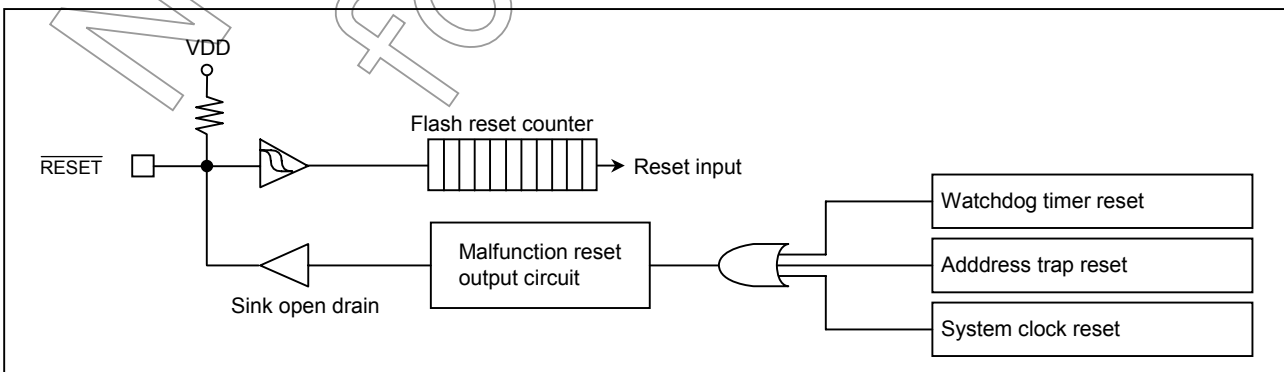 VDD
Flash reset counter
RESET
Reset input
Watchdog timer reset
Malfunction reset
output circuit
Adddress trap reset
Sink open drain
System clock reset